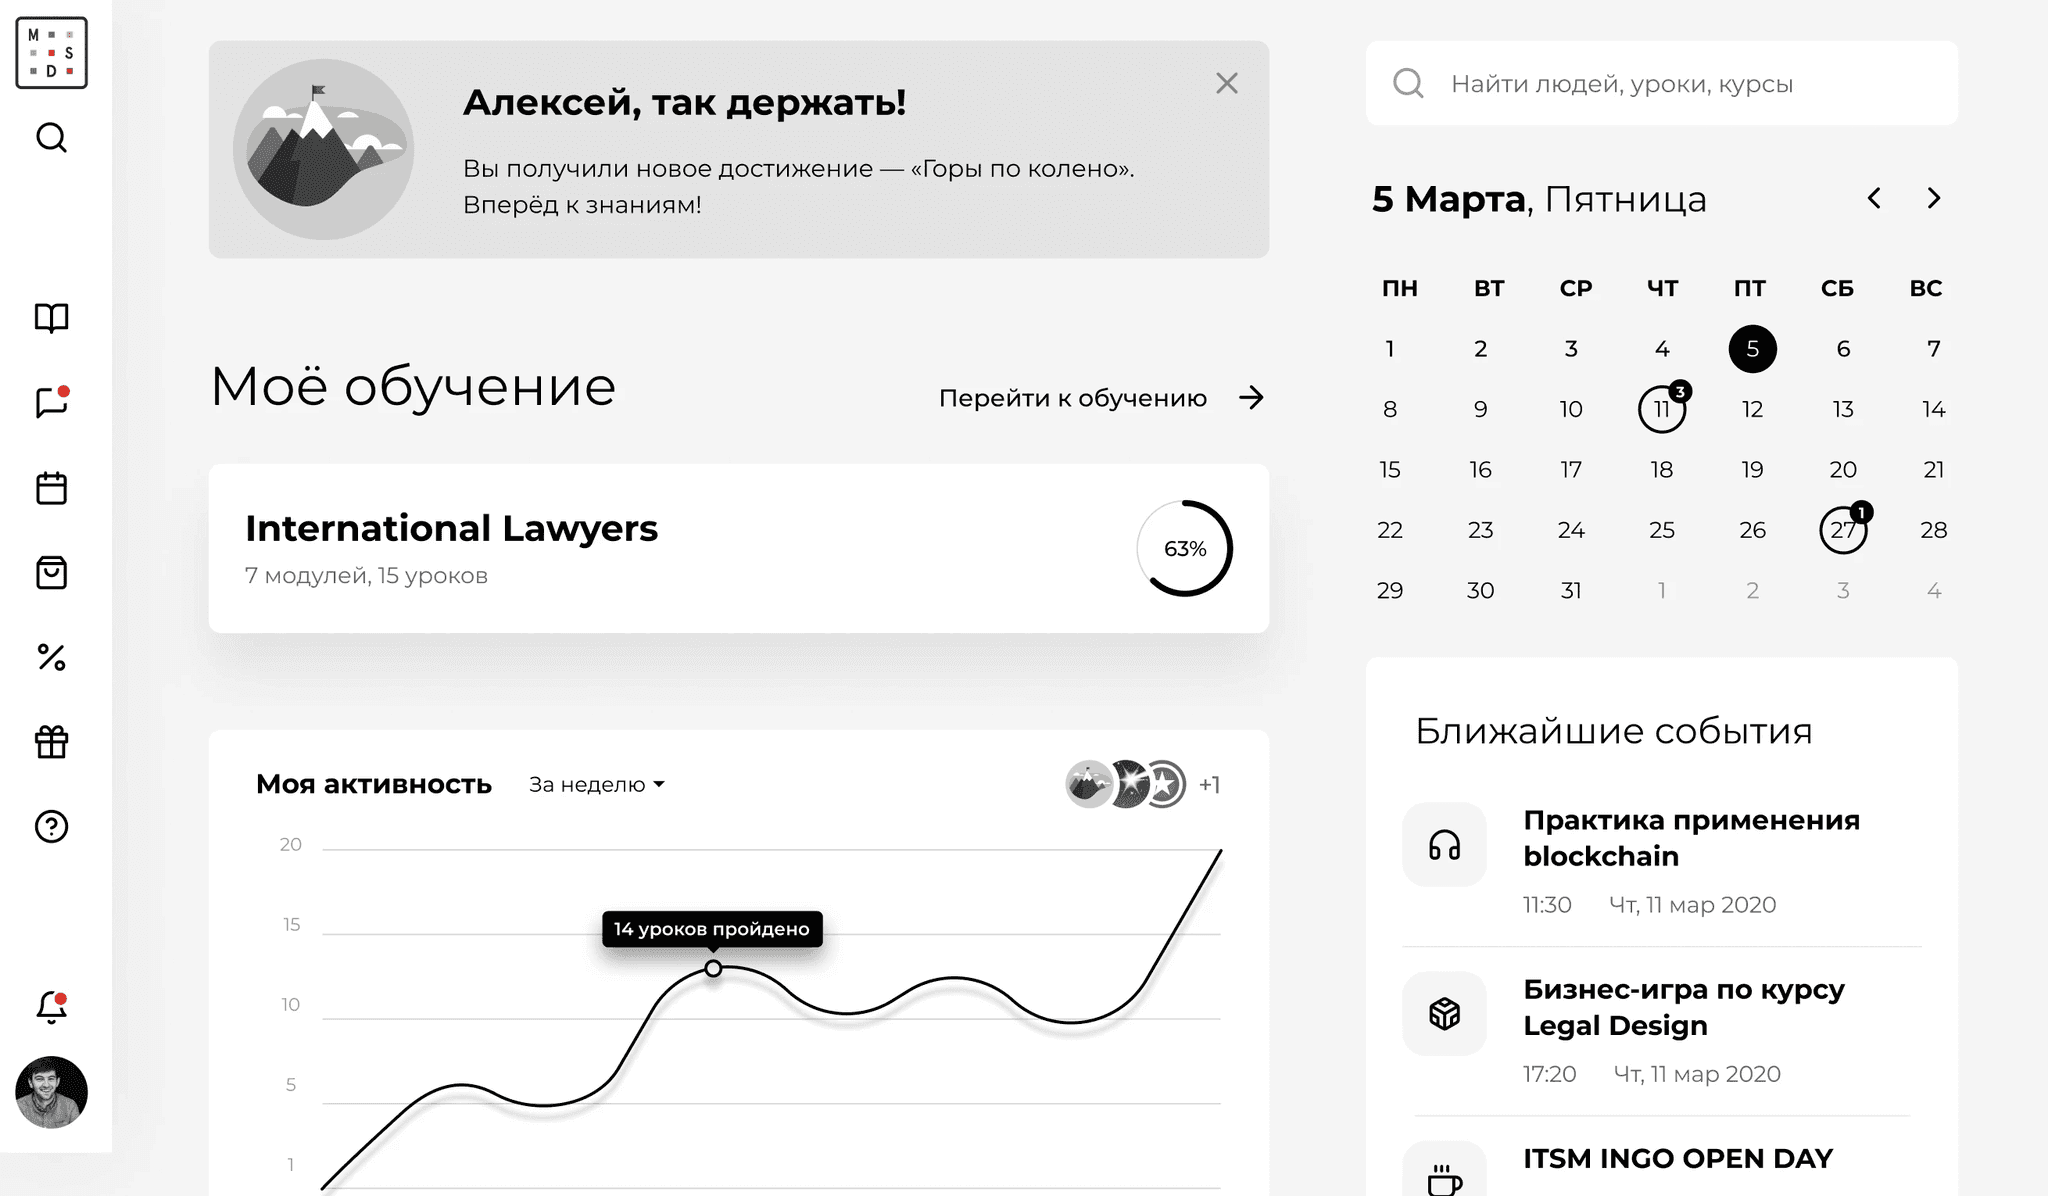 M
S
D
Алексей, так держать!
Вы получили новое достижение — «Горы по колено».
Вперёд к знаниям!
Моё обучение
Перейти к обучению
International Lawyers
7 модулей, 15 уроков
63%
Моя активность
За неделю
+1
20
15
14 уроков пройдено
10
5
1
Найти людей, уроки, курсы
5 Марта, Пятница
ПН ВТ СР ЧТ ПТ СБ ВС
1 2 3 4 5 6 7
8 9 10 11 3 12 13 14
15 16 17 18 19 20 21
22 23 24 25 26 27 1 28
29 30 31 1 2 3 4
Ближайшие события
Практика применения
blockchain
11:30 Чт, 11 мар 2020
Бизнес-игра по курсу
Legal Design
17:20 Чт, 11 мар 2020
ITSM INGO OPEN DAY